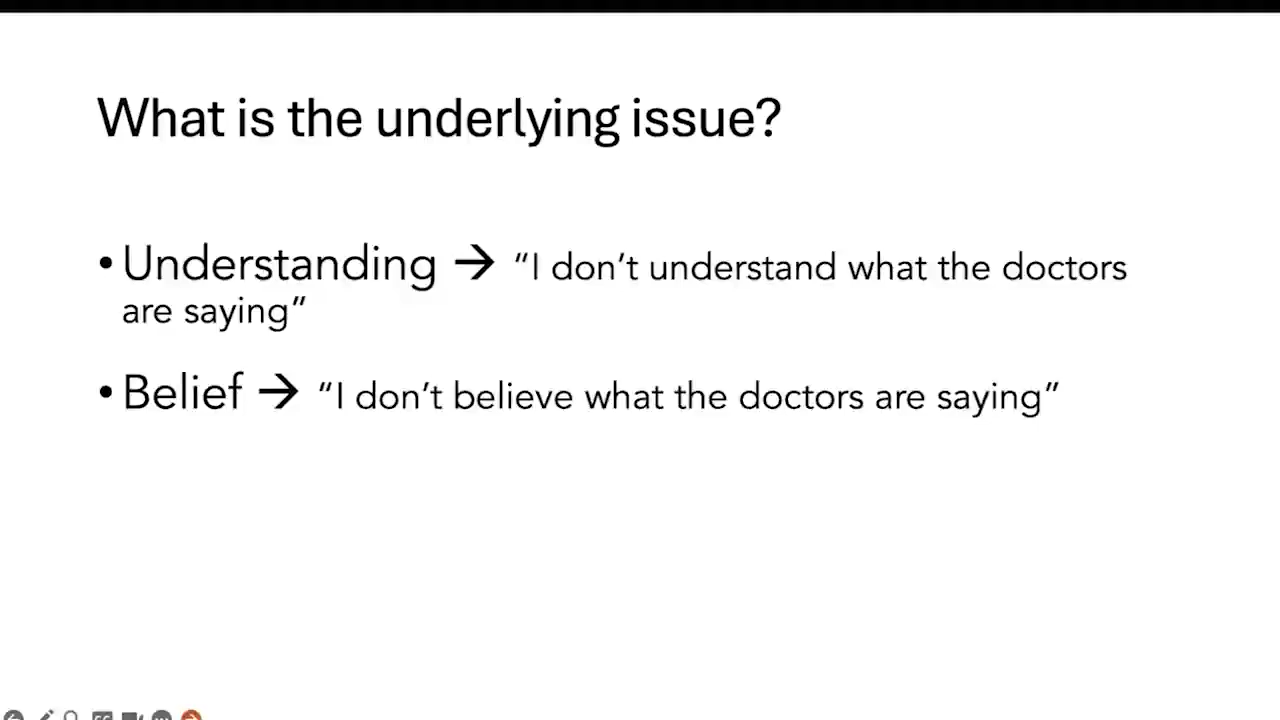 What is the underlying issue?
• Understanding → “I don’t understand what the doctors
are saying”
• Belief → “I don’t believe what the doctors are saying”